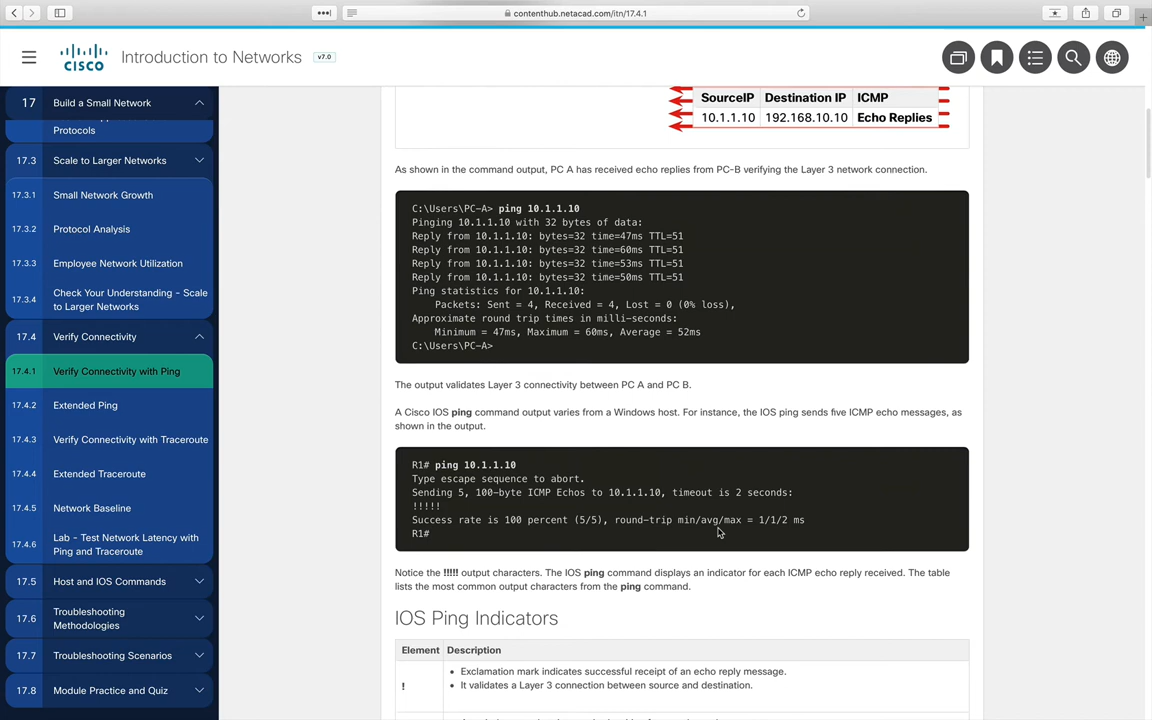 contenthub.netacad.com/itn/17.4.1
CISCO
Introduction to Networks
v7.0
17 Build a Small Network
Protocols
17.3 Scale to Larger Networks
17.3.1 Small Network Growth
17.3.2 Protocol Analysis
17.3.3 Employee Network Utilization
17.3.4 Check Your Understanding - Scale
to Larger Networks
17.4 Verify Connectivity
17.4.1 Verify Connectivity with Ping
17.4.2 Extended Ping
17.4.3 Verify Connectivity with Traceroute
17.4.4 Extended Traceroute
17.4.5 Network Baseline
17.4.6 Lab - Test Network Latency with
Ping and Traceroute
17.5 Host and IOS Commands
17.6 Troubleshooting
Methodologies
17.7 Troubleshooting Scenarios
17.8 Module Practice and Quiz
SourceIP Destination IP ICMP
10.1.1.10 192.168.10.10 Echo Replies
As shown in the command output, PC A has received echo replies from PC-B verifying the Layer 3 network connection.
C:\Users\PC-A> ping 10.1.1.10
Pinging 10.1.1.10 with 32 bytes of data:
Reply from 10.1.1.10: bytes=32 time=47ms TTL=51
Reply from 10.1.1.10: bytes=32 time=60ms TTL=51
Reply from 10.1.1.10: bytes=32 time=53ms TTL=51
Reply from 10.1.1.10: bytes=32 time=50ms TTL=51
Ping statistics for 10.1.1.10:
Packets: Sent = 4, Received = 4, Lost = 0 (0% loss),
Approximate round trip times in milli-seconds:
Minimum = 47ms, Maximum = 60ms, Average = 52ms
C:\Users\PC-A>
The output validates Layer 3 connectivity between PC A and PC B.
A Cisco IOS ping command output varies from a Windows host. For instance, the IOS ping sends five ICMP echo messages, as
shown in the output.
R1# ping 10.1.1.10
Type escape sequence to abort.
Sending 5, 100-byte ICMP Echos to 10.1.1.10, timeout is 2 seconds:
!!!!!
Success rate is 100 percent (5/5), round-trip min/avg/max = 1/1/2 ms
R1#
Notice the !!!!! output characters. The IOS ping command displays an indicator for each ICMP echo reply received. The table
lists the most common output characters from the ping command.
IOS Ping Indicators
Element Description
! • Exclamation mark indicates successful receipt of an echo reply message.
• It validates a Layer 3 connection between source and destination.